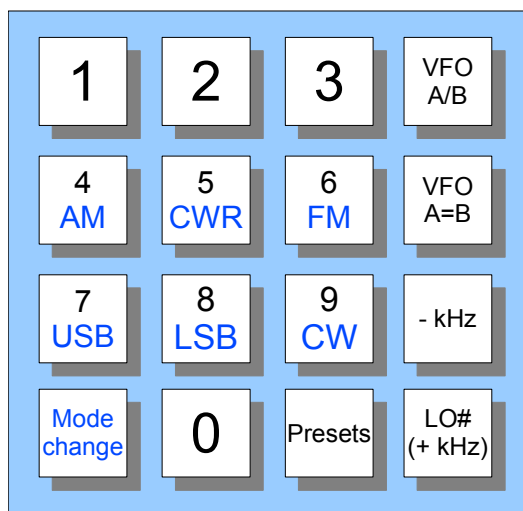 1
2
3
VFO
A/B
4
AM
5
CWR
6
FM
VFO
A=B
7
USB
8
LSB
9
CW
- kHz
Mode
change
0
Presets
LO#
(+ kHz)